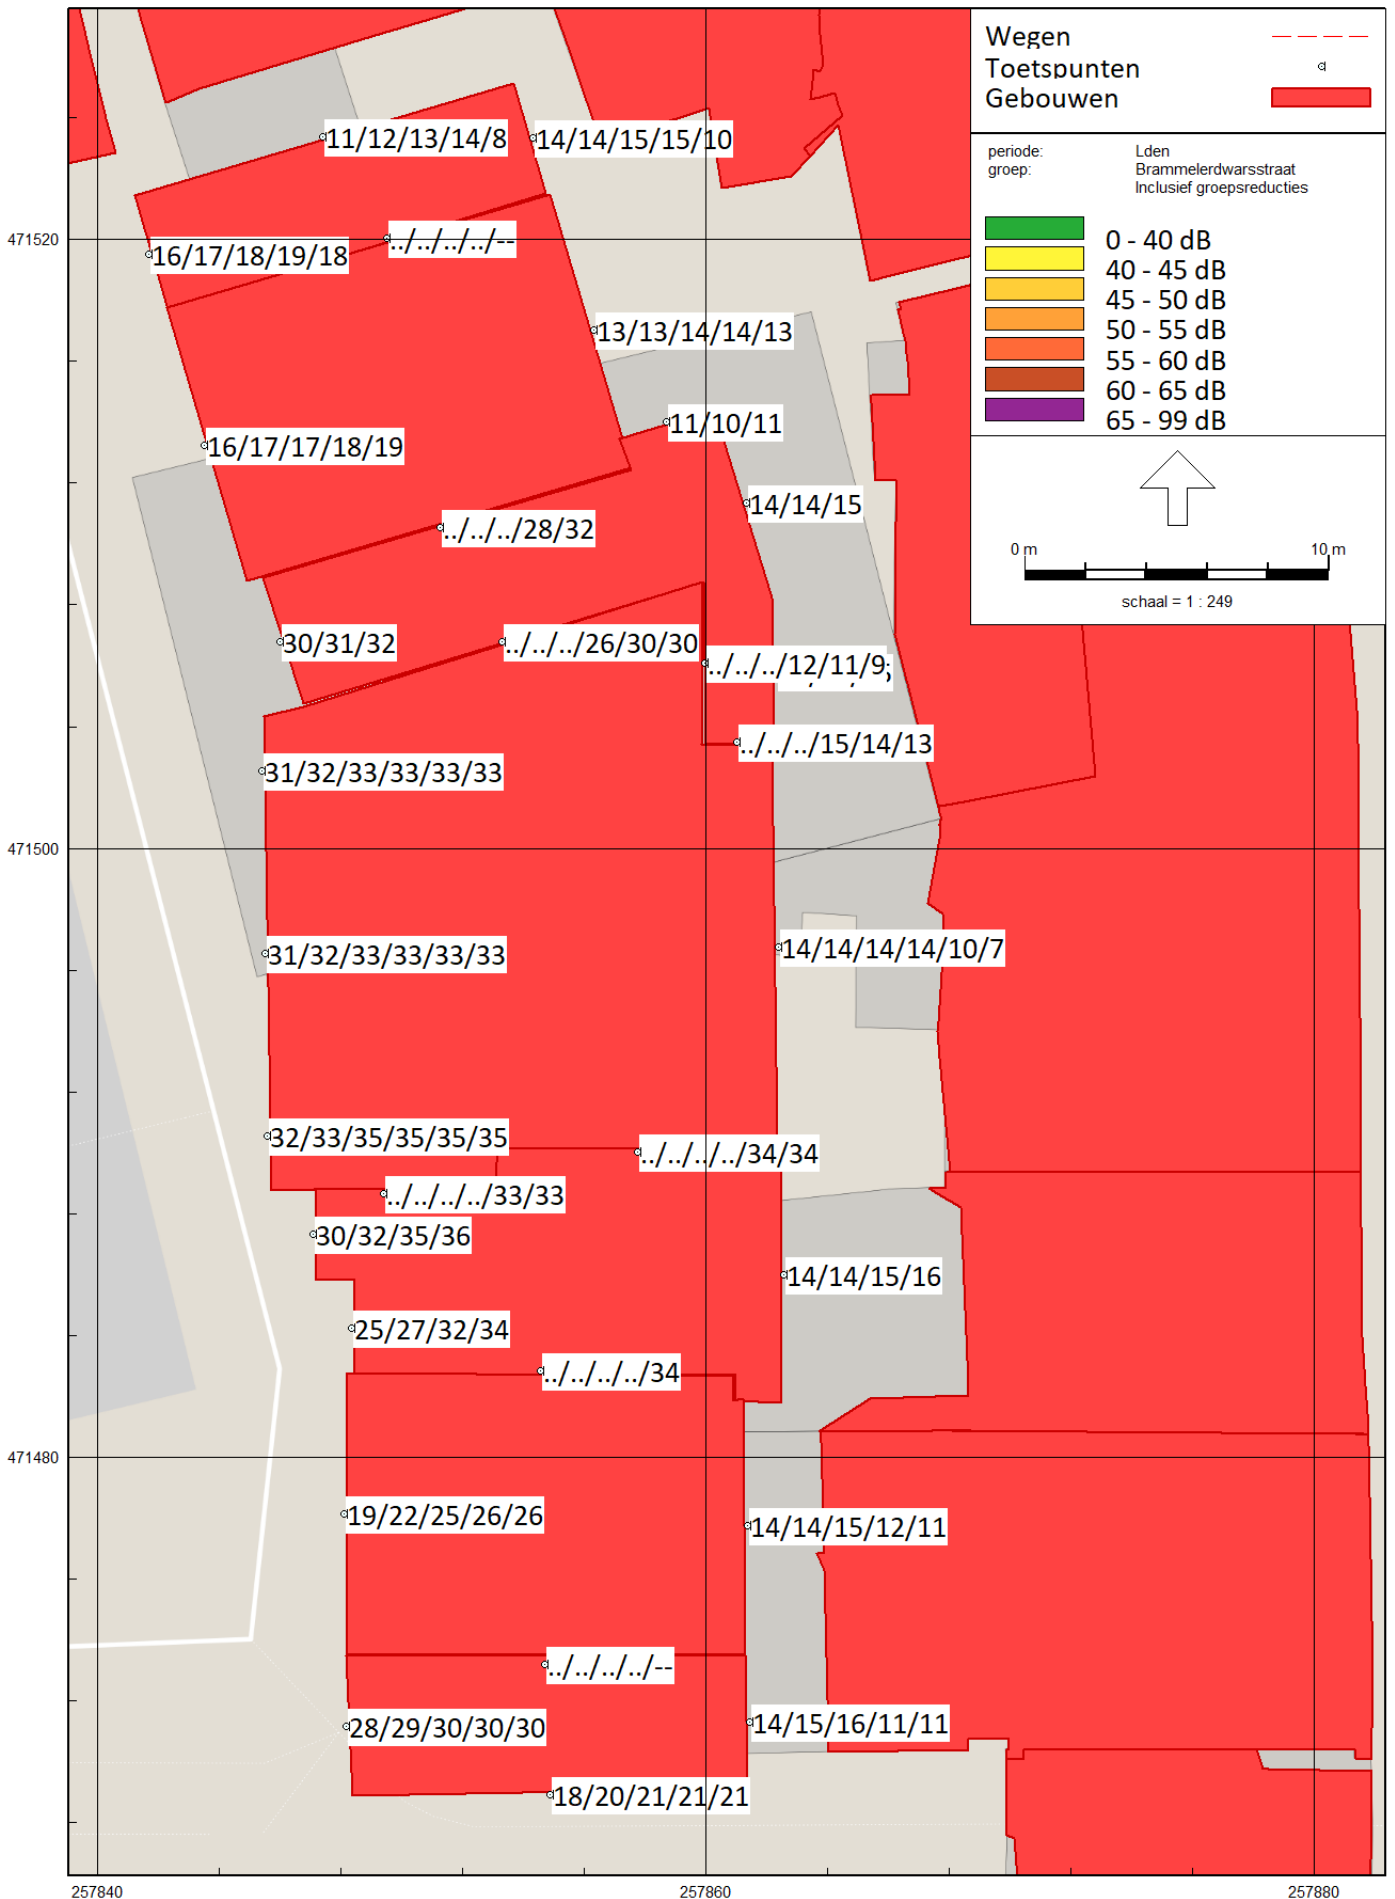 Wegen
Toetspunten
Gebouwen
periode: Lden
groep: Brammelerdwarsstraat
Inclusief groepsreducties
0 - 40 dB
40 - 45 dB
45 - 50 dB
50 - 55 dB
55 - 60 dB
60 - 65 dB
65 - 99 dB
0 m 10 m
schaal = 1 : 249
11/12/13/14/8
14/14/15/15/10
471520
../../../../--
16/17/18/19/18
13/13/14/14/13
11/10/11
16/17/17/18/19
14/14/15
../../../28/32
30/31/32
../../../26/30/30
../../../12/11/9
../../../15/14/13
31/32/33/33/33/33
471500
14/14/14/14/10/7
31/32/33/33/33/33
32/33/35/35/35/35
../../../../34/34
../../../../33/33
30/32/35/36
14/14/15/16
25/27/32/34
../../../../34
471480
19/22/25/26/26
14/14/15/12/11
../../../../--
14/15/16/11/11
28/29/30/30/30
18/20/21/21/21
257840 257860 257880